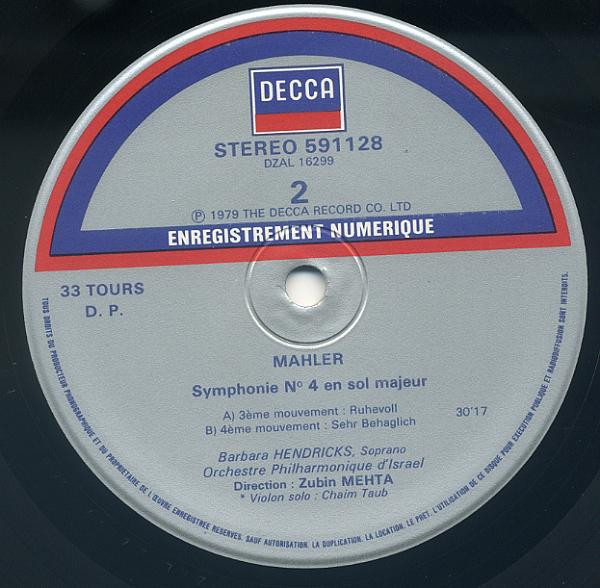 DECCA
STEREO 591128
DZAL 16299
2
Ⓟ 1979 THE DECCA RECORD CO. LTD
ENREGISTREMENT NUMERIQUE
33 TOURS
D. P.
MAHLER
Symphonie Nº 4 en sol majeur
A) 3ème mouvement : Ruhevoll
B) 4ème mouvement : Sehr Behaglich
30'17
Barbara HENDRICKS, Soprano
Orchestre Philharmonique d'Israel
Direction : Zubin MEHTA
* Violon solo : Chaim Taub
TOUS DROITS DU PRODUCTEUR PHONOGRAPHIQUE ET DU PROPRIETAIRE DE L'ŒUVRE ENREGISTREE RESERVES. SAUF AUTORISATION. LA DUPLICATION. LA LOCATION. LE PRET. L'UTILISATION DE CE DISQUE POUR EXECUTION PUBLIQUE ET RADIODIFFUSION SONT INTERDITS.